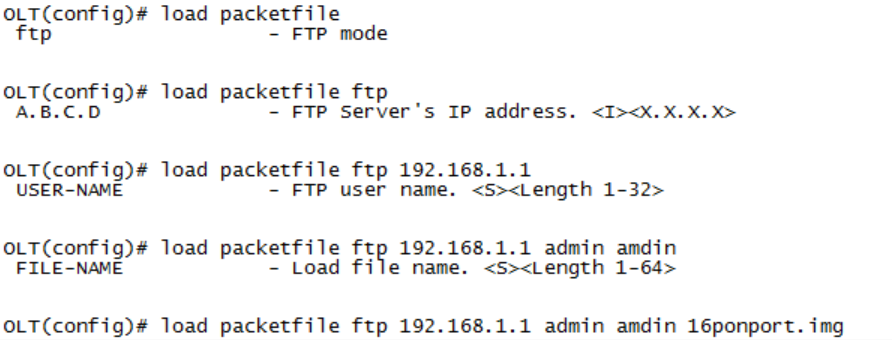 OLT(config)# load packetfile
ftp - FTP mode
OLT(config)# load packetfile ftp
A.B.C.D - FTP Server's IP address. <I><X.X.X.X>
OLT(config)# load packetfile ftp 192.168.1.1
USER-NAME - FTP user name. <S><Length 1-32>
OLT(config)# load packetfile ftp 192.168.1.1 admin amdin
FILE-NAME - Load file name. <S><Length 1-64>
OLT(config)# load packetfile ftp 192.168.1.1 admin amdin 16ponport.img